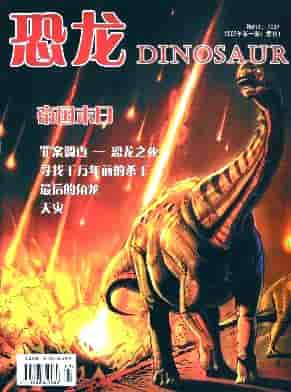 恐龙
DINOSAUR
帝国末日
罪案调查 — 恐龙之死
寻找千万年前的杀手
最后的角龙
天灾